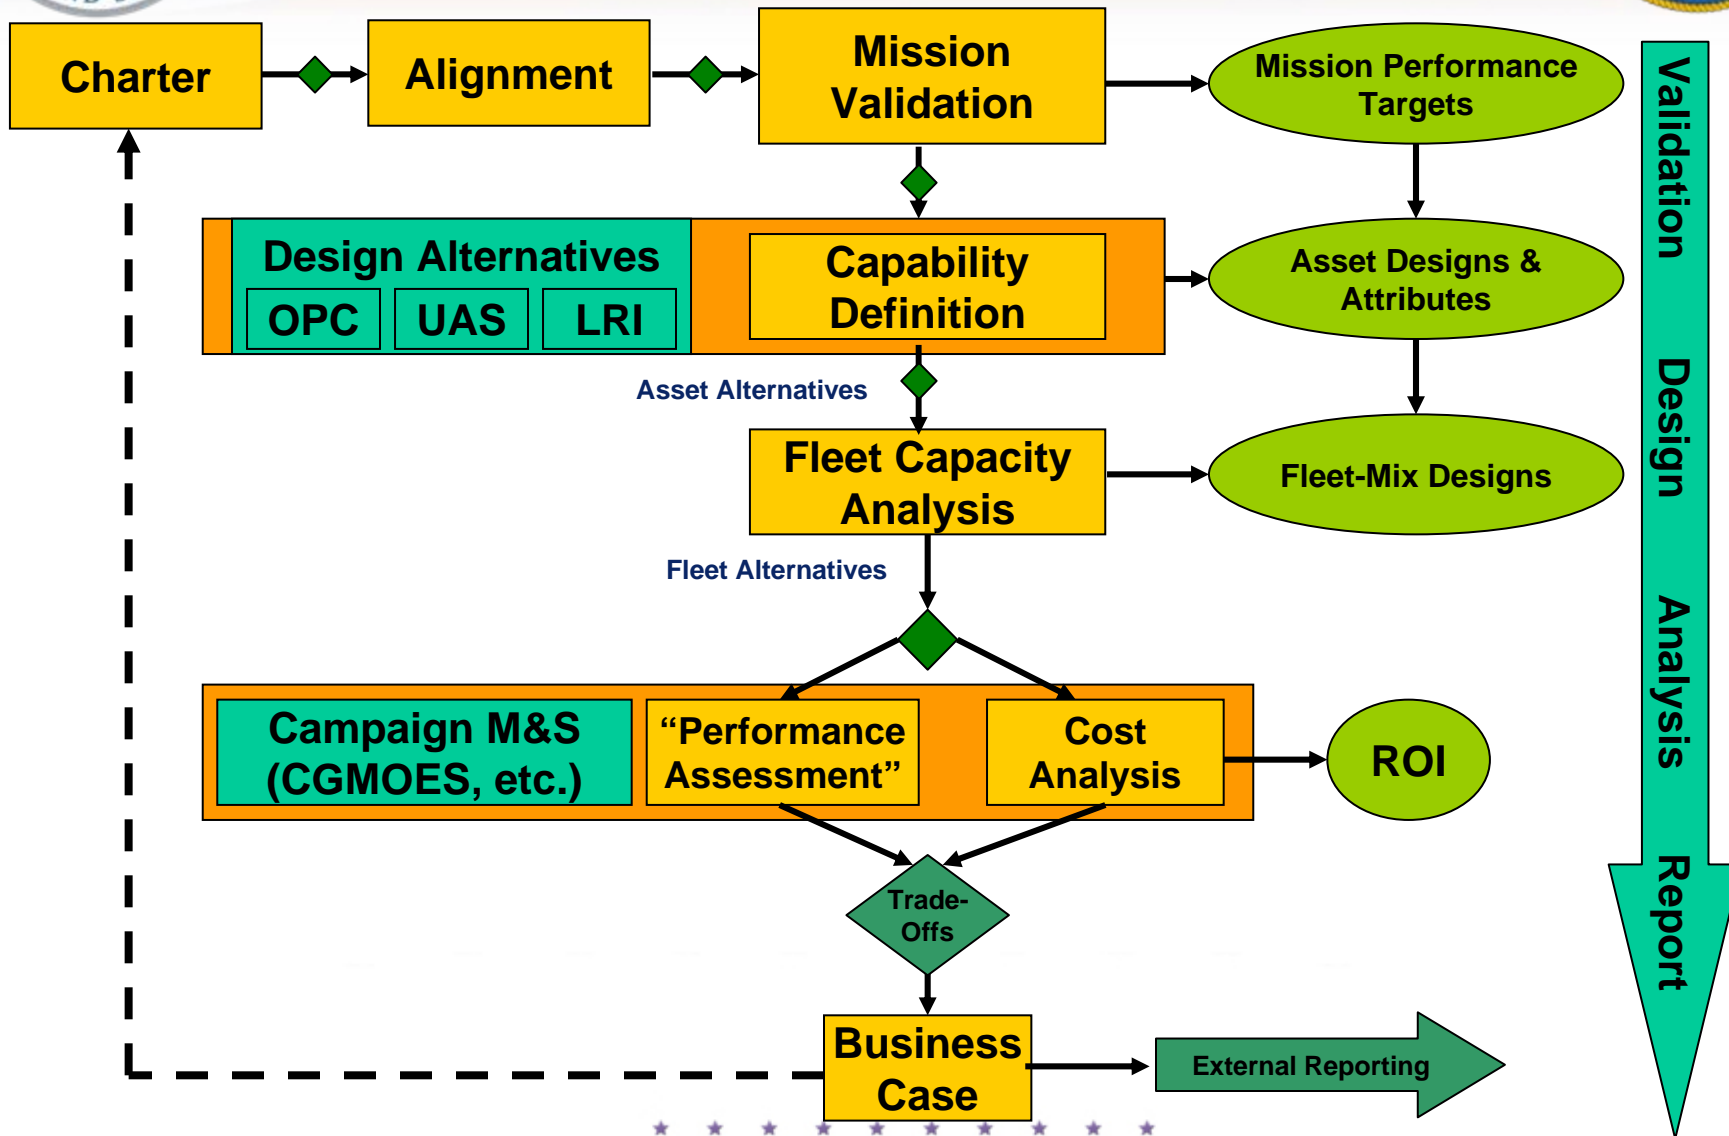 Charter
Alignment
Mission
Validation
Mission Performance
Targets
Design Alternatives
OPC
UAS
LRI
Capability
Definition
Asset Designs &
Attributes
Asset Alternatives
Fleet Capacity
Analysis
Fleet-Mix Designs
Fleet Alternatives
Campaign M&S
(CGMOES, etc.)
“Performance
Assessment”
Cost
Analysis
ROI
Trade-
Offs
Business
Case
External Reporting
Validation Design Analysis Report